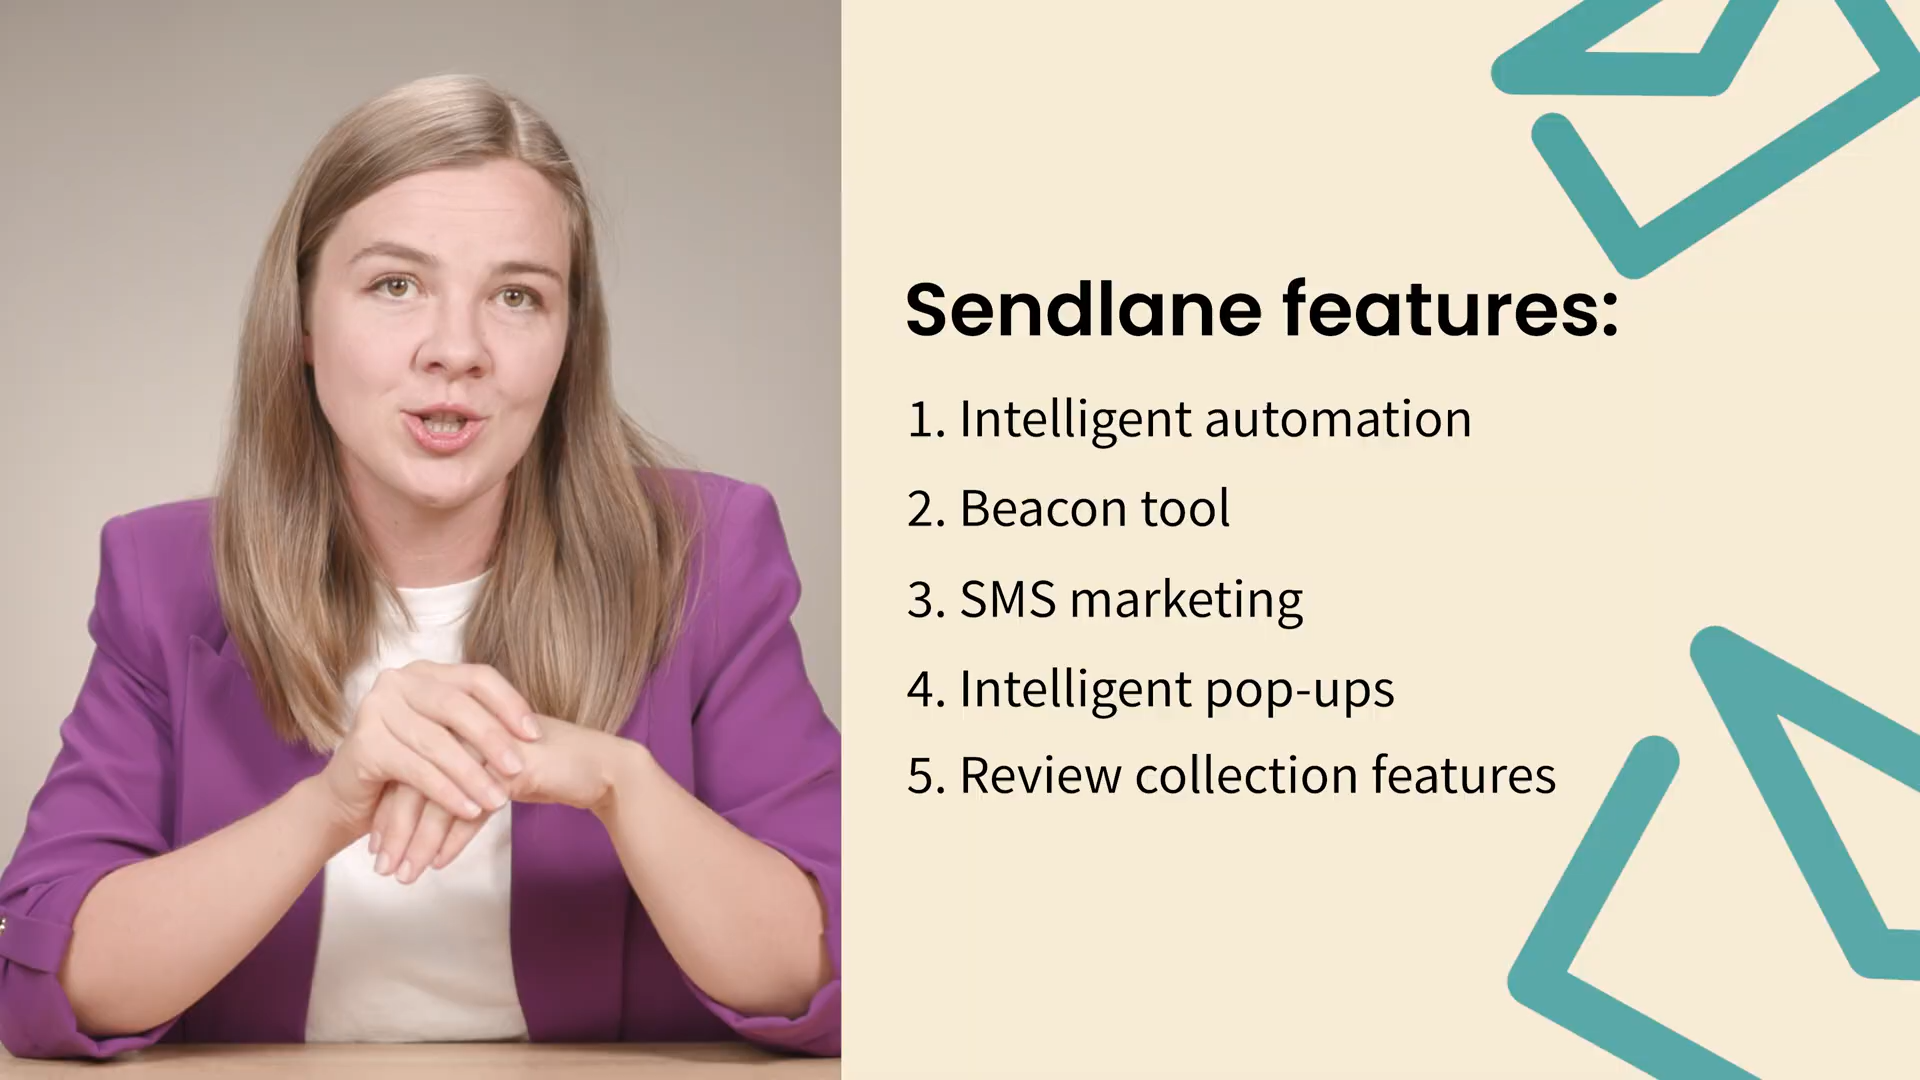 Sendlane features:
1. Intelligent automation
2. Beacon tool
3. SMS marketing
4. Intelligent pop-ups
5. Review collection features